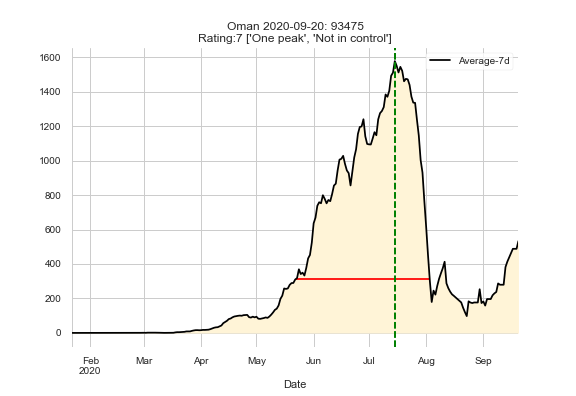 Oman 2020-09-20: 93475
Rating:7 ['One peak', 'Not in control']
Average-7d
1600
1400
1200
1000
800
600
400
200
0
Feb Mar Apr May Jun Jul Aug Sep
2020
Date